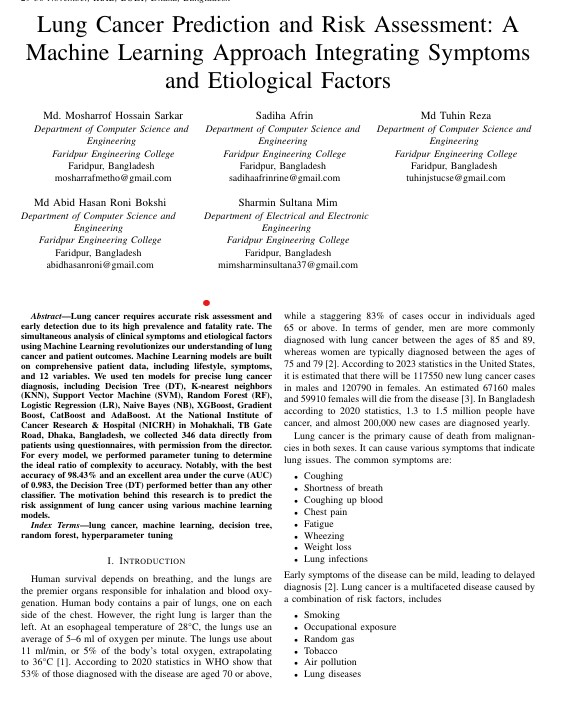 Lung Cancer Prediction and Risk Assessment: A
Machine Learning Approach Integrating Symptoms
and Etiological Factors
Md. Mosharrof Hossain Sarkar
Department of Computer Science and
Engineering
Faridpur Engineering College
Faridpur, Bangladesh
mosharrafmetho@gmail.com
Sadiha Afrin
Department of Computer Science and
Engineering
Faridpur Engineering College
Faridpur, Bangladesh
sadihaafrinrine@gmail.com
Md Tuhin Reza
Department of Computer Science and
Engineering
Faridpur Engineering College
Faridpur, Bangladesh
tuhinjstucse@gmail.com
Md Abid Hasan Roni Bokshi
Department of Computer Science and
Engineering
Faridpur Engineering College
Faridpur, Bangladesh
abidhasanroni@gmail.com
Sharmin Sultana Mim
Department of Electrical and Electronic
Engineering
Faridpur Engineering College
Faridpur, Bangladesh
mimsharminsultana37@gmail.com
Abstract—Lung cancer requires accurate risk assessment and
early detection due to its high prevalence and fatality rate. The
simultaneous analysis of clinical symptoms and etiological factors
using Machine Learning revolutionizes our understanding of lung
cancer and patient outcomes. Machine Learning models are built
on comprehensive patient data, including lifestyle, symptoms,
and 12 variables. We used ten models for precise lung cancer
diagnosis, including Decision Tree (DT), K-nearest neighbors
(KNN), Support Vector Machine (SVM), Random Forest (RF),
Logistic Regression (LR), Naive Bayes (NB), XGBoost, Gradient
Boost, CatBoost and AdaBoost. At the National Institute of
Cancer Research & Hospital (NICRH) in Mohakhali, TB Gate
Road, Dhaka, Bangladesh, we collected 346 data directly from
patients using questionnaires, with permission from the director.
For every model, we performed parameter tuning to determine
the ideal ratio of complexity to accuracy. Notably, with the best
accuracy of 98.43% and an excellent area under the curve (AUC)
of 0.983, the Decision Tree (DT) performed better than any other
classifier. The motivation behind this research is to predict the
risk assignment of lung cancer using various machine learning
models.
Index Terms—lung cancer, machine learning, decision tree,
random forest, hyperparameter tuning
I. Introduction
Human survival depends on breathing, and the lungs are
the premier organs responsible for inhalation and blood oxy-
genation. Human body contains a pair of lungs, one on each
side of the chest. However, the right lung is larger than the
left. At an esophageal temperature of 28°C, the lungs use an
average of 5–6 ml of oxygen per minute. The lungs use about
11 ml/min, or 5% of the body's total oxygen, extrapolating
to 36°C [1]. According to 2020 statistics in WHO show that
53% of those diagnosed with the disease are aged 70 or above,
while a staggering 83% of cases occur in individuals aged
65 or above. In terms of gender, men are more commonly
diagnosed with lung cancer between the ages of 85 and 89,
whereas women are typically diagnosed between the ages of
75 and 79 [2]. According to 2023 statistics in the United States,
it is estimated that there will be 117550 new lung cancer cases
in males and 120790 in females. An estimated 67160 males
and 59910 females will die from the disease [3]. In Bangladesh
according to 2020 statistics, 1.3 to 1.5 million people have
cancer, and almost 200,000 new cases are diagnosed yearly.
Lung cancer is the primary cause of death from malignan-
cies in both sexes. It can cause various symptoms that indicate
lung issues. The common symptoms are:
• Coughing
• Shortness of breath
• Coughing up blood
• Chest pain
• Fatigue
• Wheezing
• Weight loss
• Lung infections
Early symptoms of the disease can be mild, leading to delayed
diagnosis [2]. Lung cancer is a multifaceted disease caused by
a combination of risk factors, includes
• Smoking
• Occupational exposure
• Random gas
• Tobacco
• Air pollution
• Lung diseases